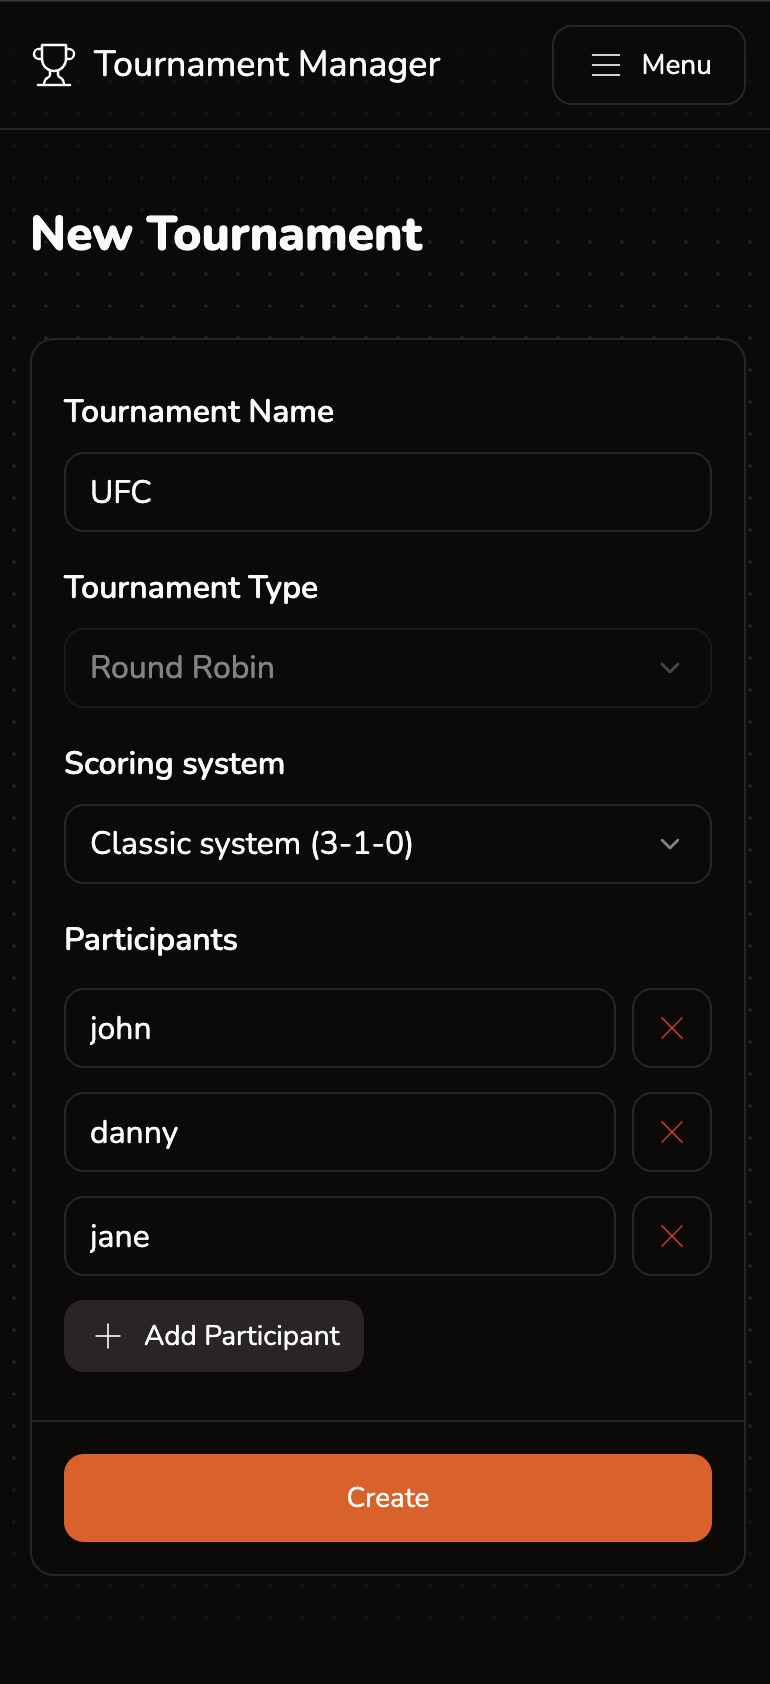 Tournament Manager
Menu
New Tournament
Tournament Name
UFC
Tournament Type
Round Robin
Scoring system
Classic system (3-1-0)
Participants
john
danny
jane
Add Participant
Create